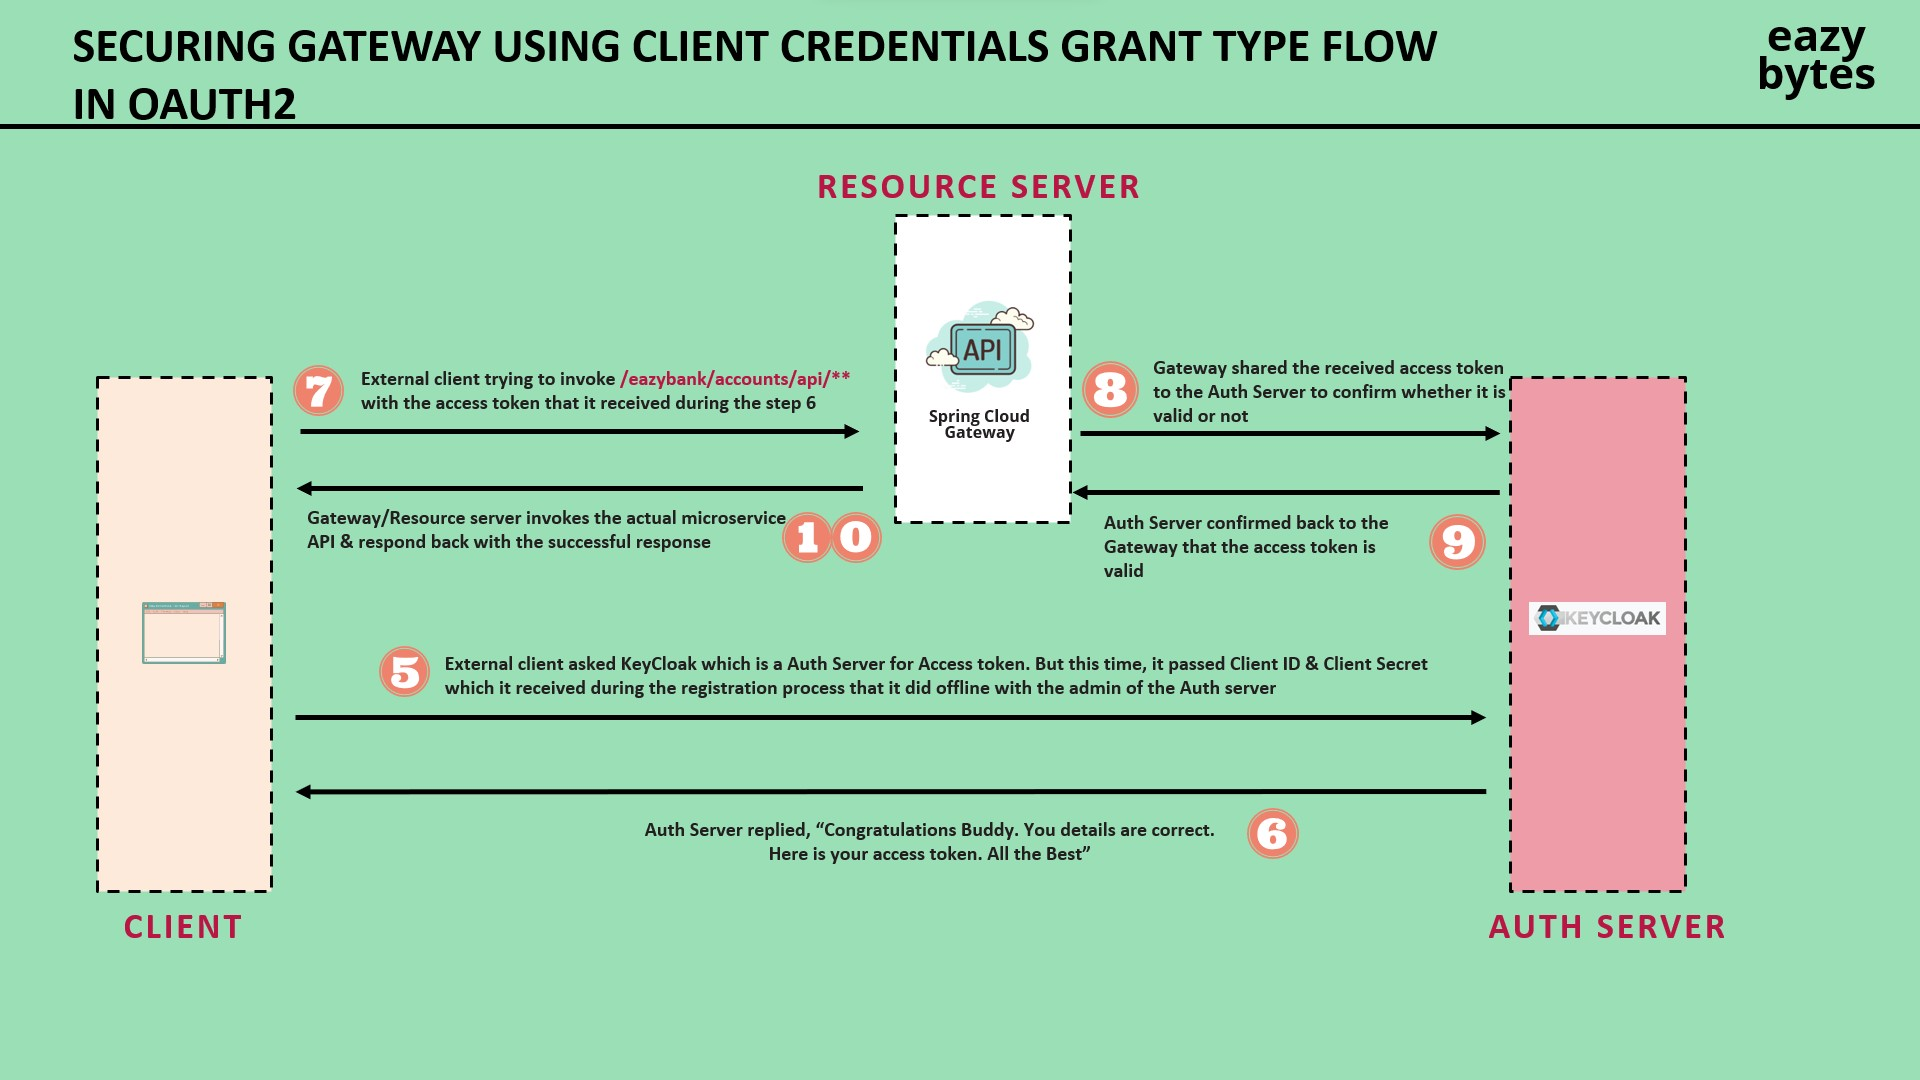 SECURING GATEWAY USING CLIENT CREDENTIALS GRANT TYPE FLOW
IN OAUTH2
eazy
bytes
RESOURCE SERVER
API
Spring Cloud
Gateway
7
External client trying to invoke /eazybank/accounts/api/**
with the access token that it received during the step 6
8
Gateway shared the received access token
to the Auth Server to confirm whether it is
valid or not
Gateway/Resource server invokes the actual microservice
API & respond back with the successful response
10
Auth Server confirmed back to the
Gateway that the access token is
valid
9
KEYCLOAK
5
External client asked KeyCloak which is a Auth Server for Access token. But this time, it passed Client ID & Client Secret
which it received during the registration process that it did offline with the admin of the Auth server
Auth Server replied, “Congratulations Buddy. You details are correct.
Here is your access token. All the Best”
6
CLIENT
AUTH SERVER